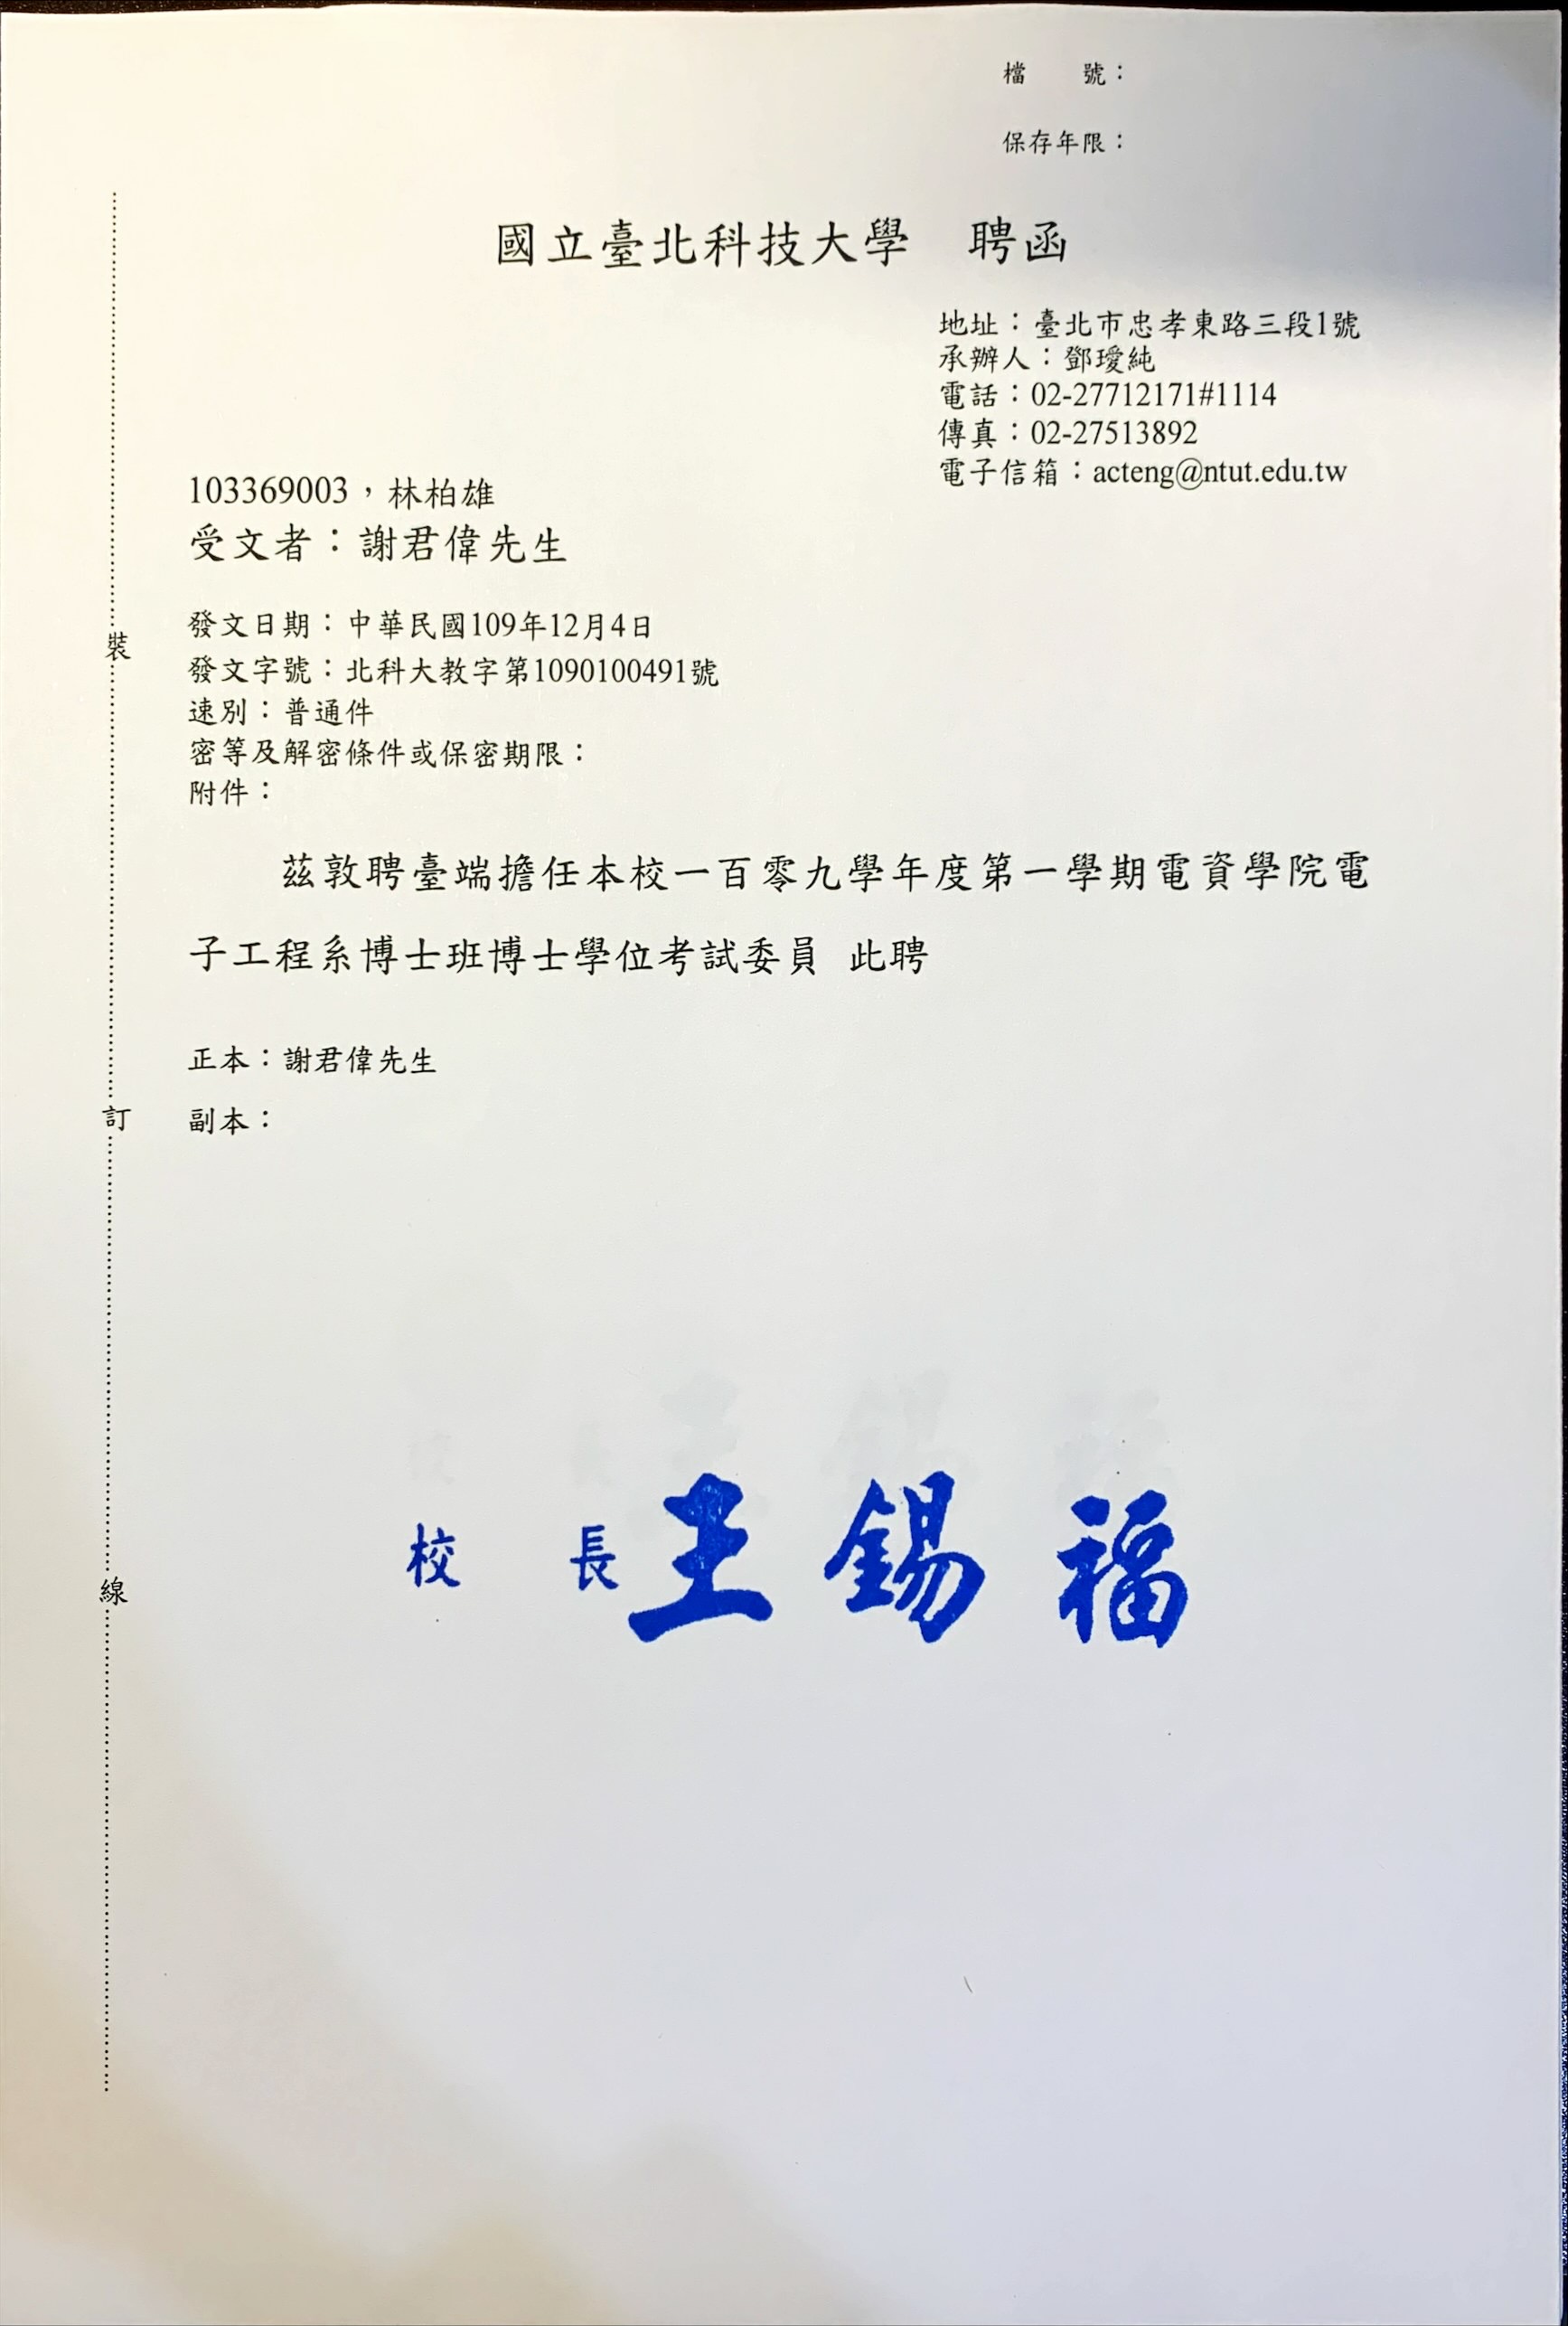 檔　　號：
保存年限：
國立臺北科技大學　聘函
地址：臺北市忠孝東路三段1號
承辦人：鄧璦純
電話：02-27712171#1114
傳真：02-27513892
電子信箱：acteng@ntut.edu.tw
103369003，林柏雄
受文者：謝君偉先生
發文日期：中華民國109年12月4日
發文字號：北科大教字第1090100491號
速別：普通件
密等及解密條件或保密期限：
附件：
茲敦聘臺端擔任本校一百零九學年度第一學期電資學院電
子工程系博士班博士學位考試委員 此聘
正本：謝君偉先生
副本：
校　長 王錫福
裝
訂
線